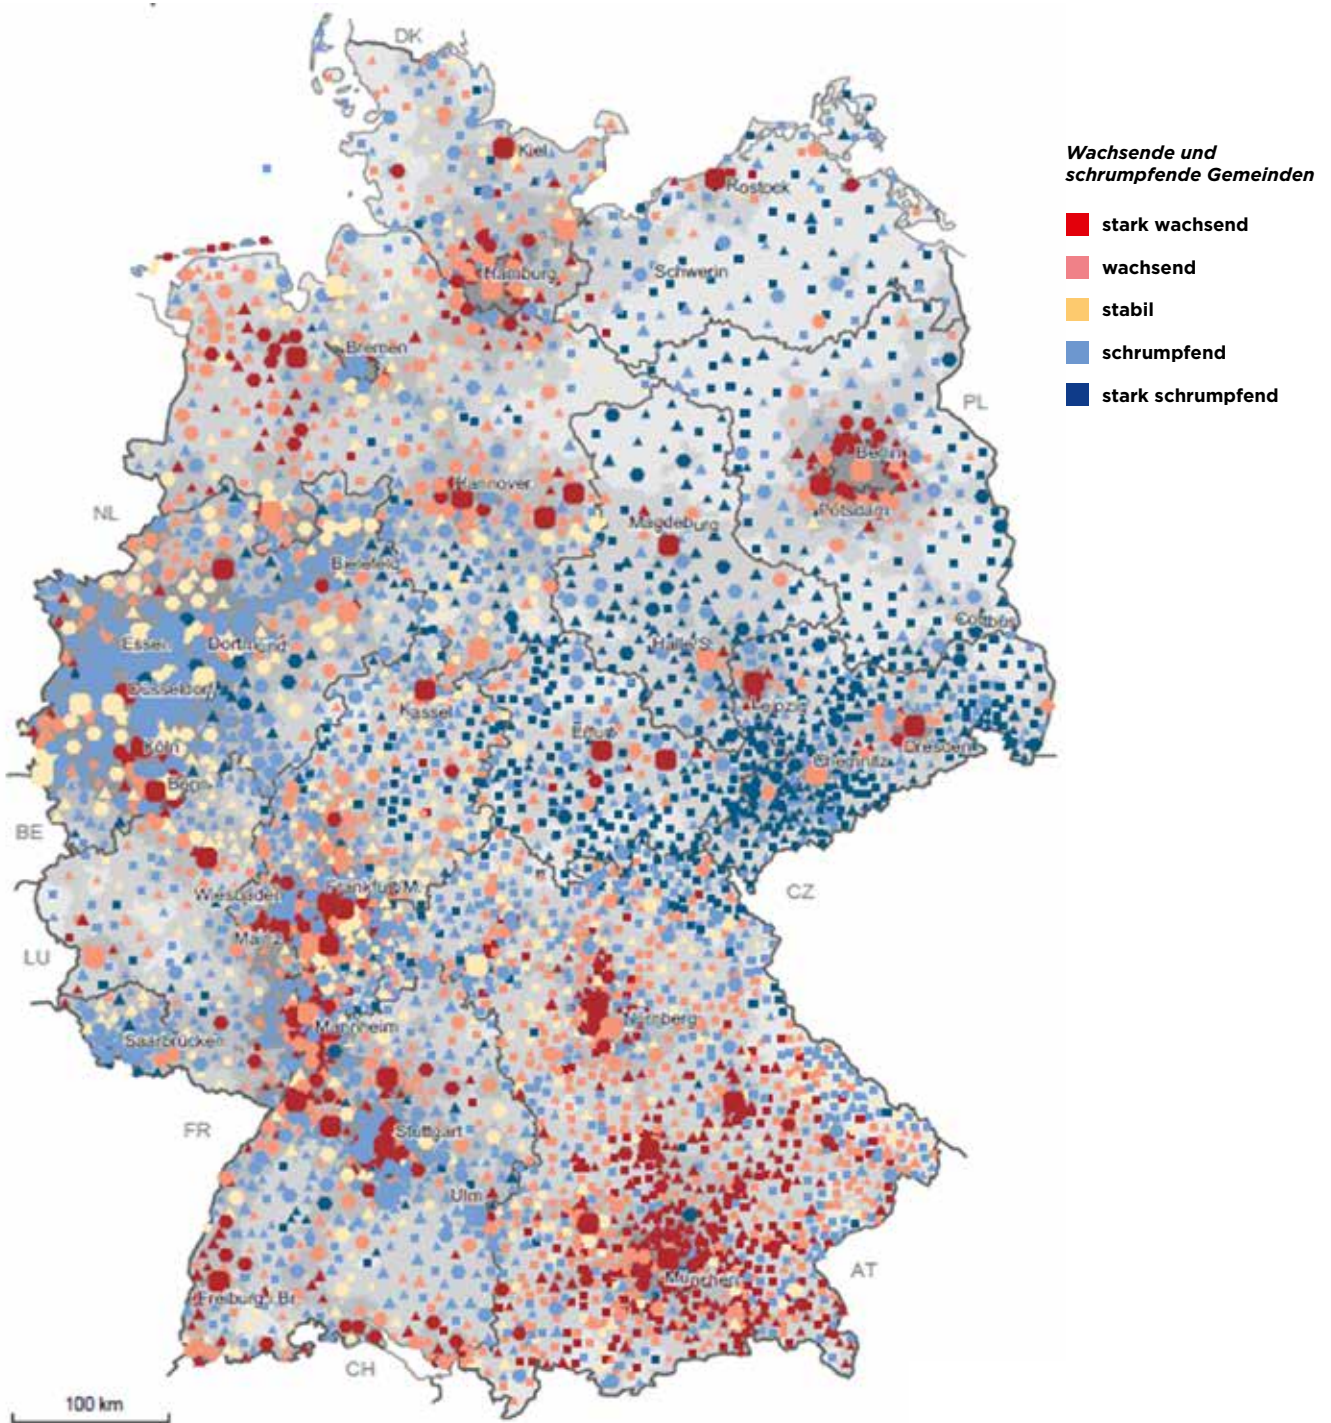 DK
Kiel
Rostock
Wachsende und
schrumpfende Gemeinden
stark wachsend
wachsend
stabil
schrumpfend
stark schrumpfend
Hamburg
Schwerin
Bremen
PL
Berlin
Hannover
Potsdam
NL
Magdeburg
Bielefeld
Cottbus
Essen
Dortmund
Halle/S.
Düsseldorf
Leipzig
Kassel
Erfurt
Dresden
Köln
Chemnitz
Bonn
BE
Wiesbaden
Frankfurt/M.
CZ
Mainz
LU
Nürnberg
Mannheim
Saarbrücken
FR
Stuttgart
Ulm
AT
München
Freiburg i.Br.
CH
100 km